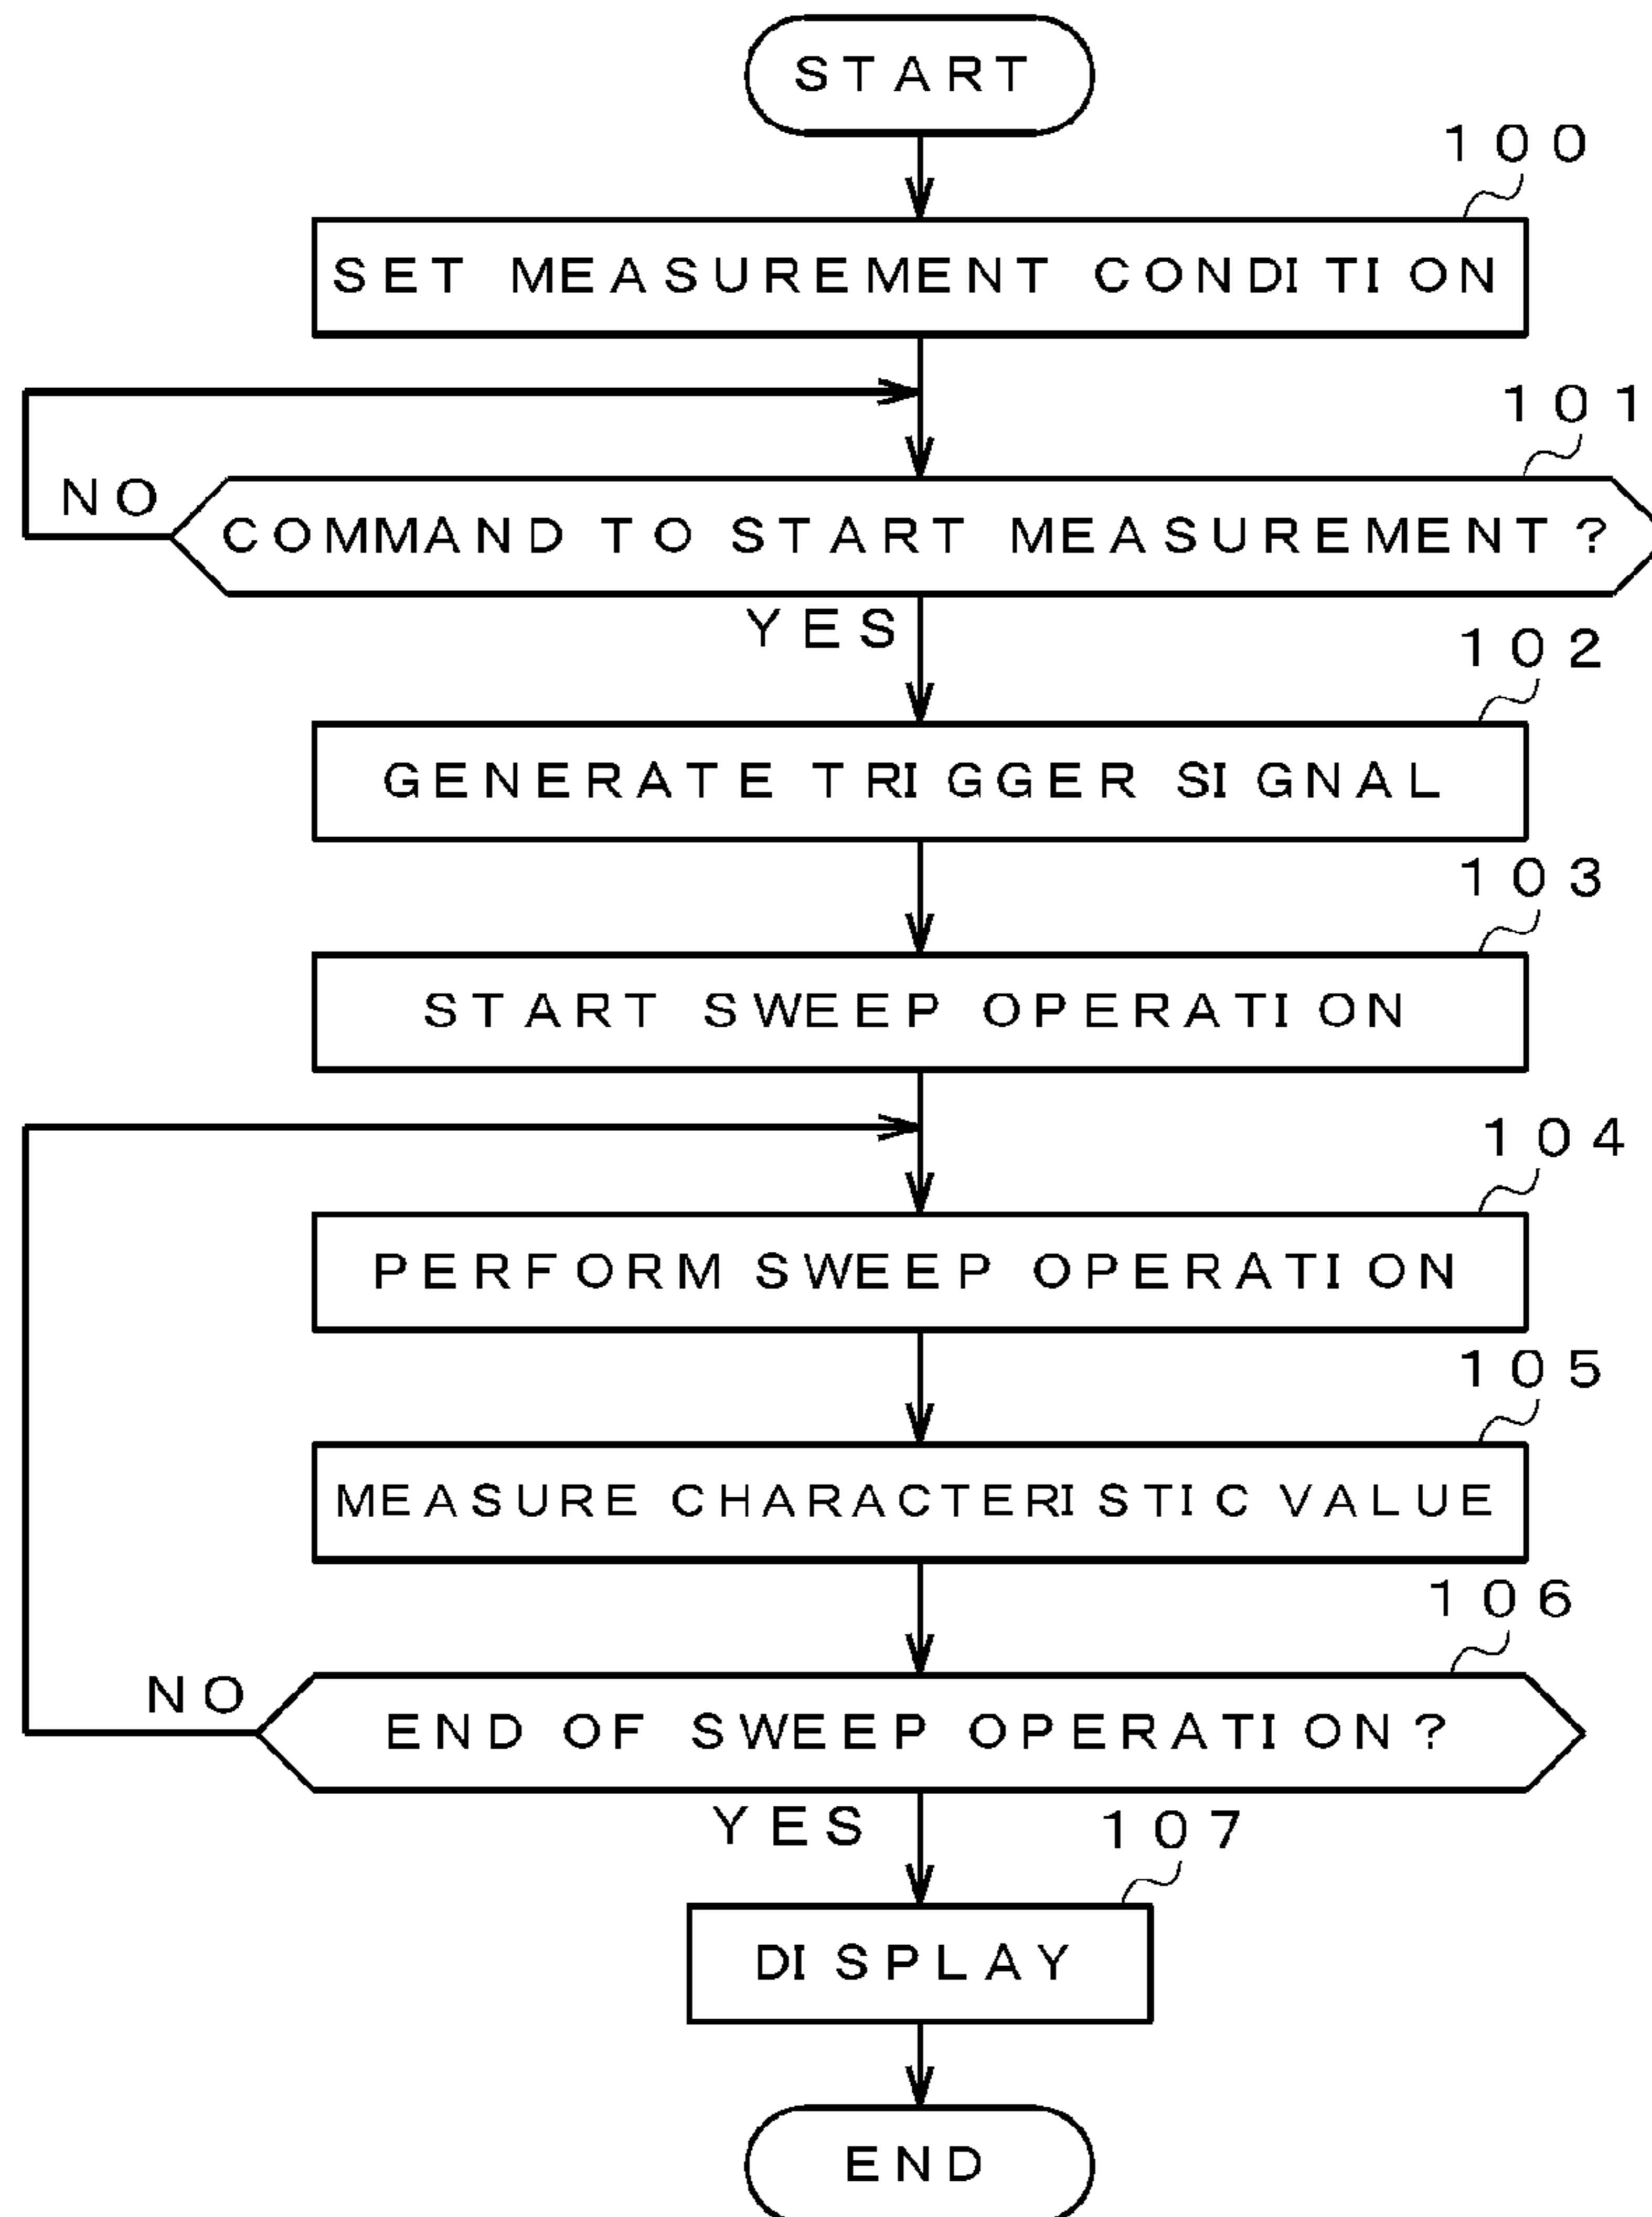 START
100
SET MEASUREMENT CONDITION
101
NO
COMMAND TO START MEASUREMENT?
YES
102
GENERATE TRIGGER SIGNAL
103
START SWEEP OPERATION
104
PERFORM SWEEP OPERATION
105
MEASURE CHARACTERISTIC VALUE
106
NO
END OF SWEEP OPERATION?
YES
107
DISPLAY
END